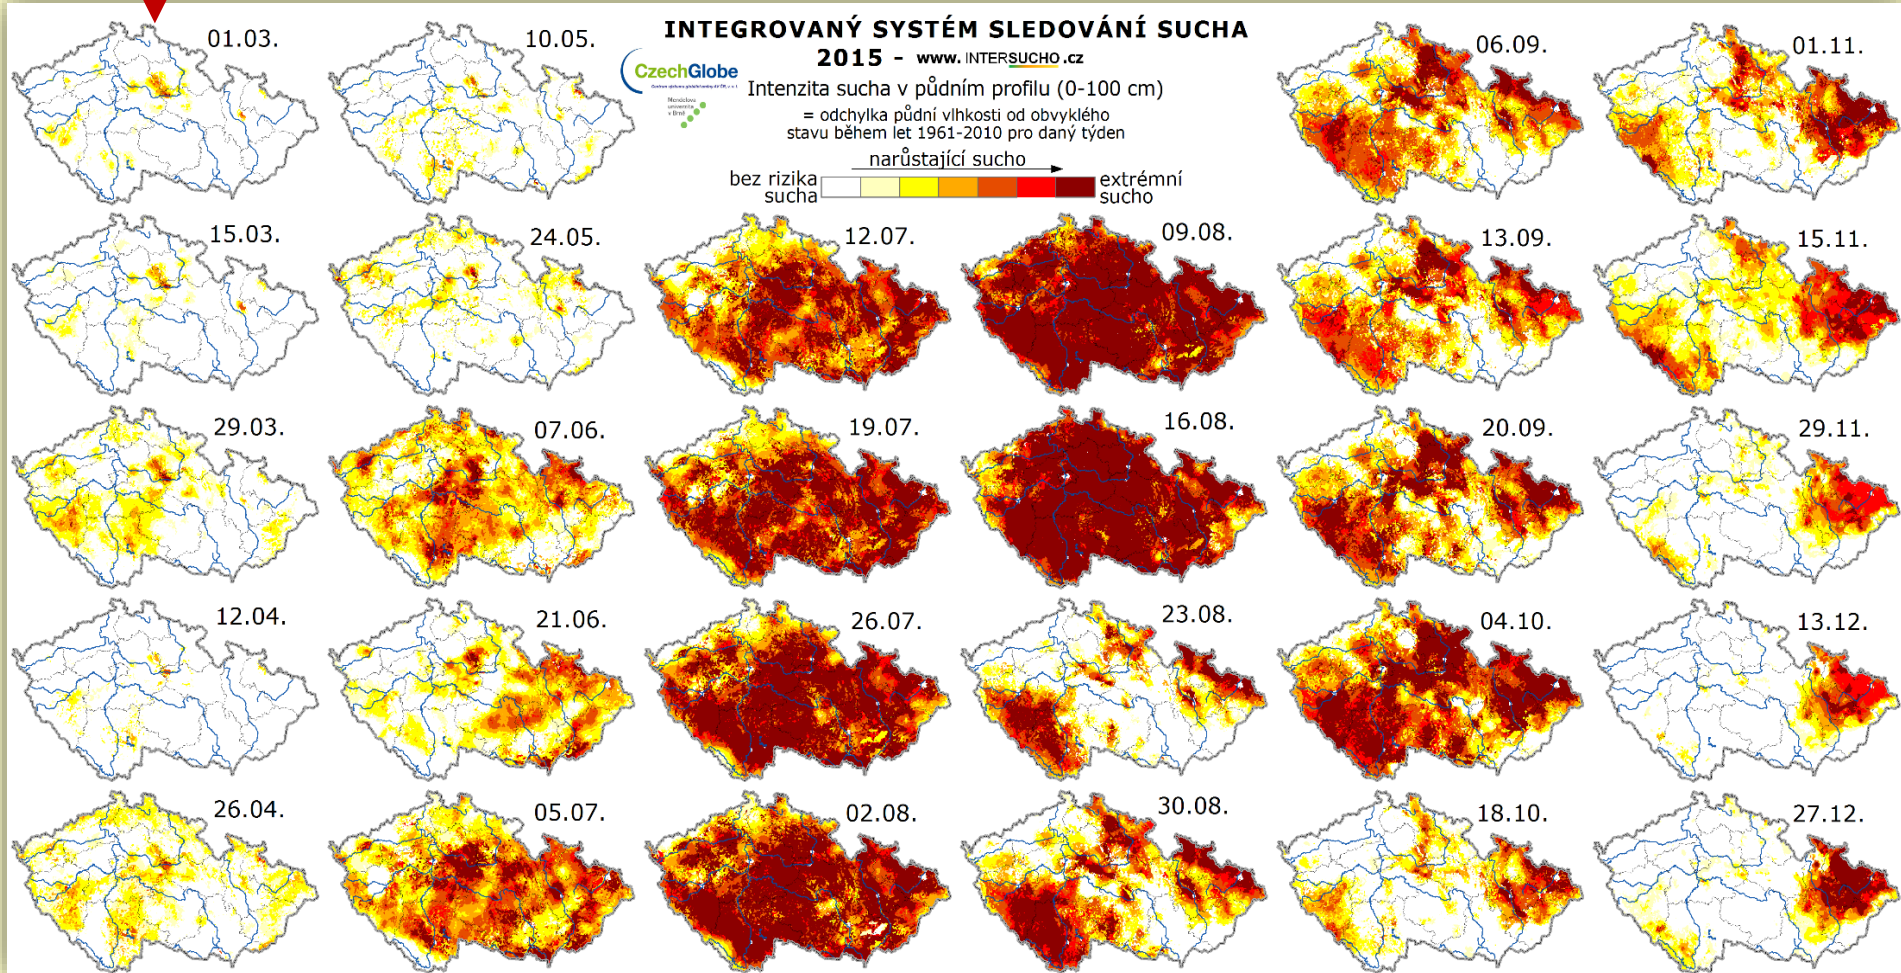 INTEGROVANÝ SYSTÉM SLEDOVÁNÍ SUCHA
2015 - www. INTERSUCHO .cz
CzechGlobe
Mendelova
univerzita
v Brně
Intenzita sucha v půdním profilu (0-100 cm)
= odchylka půdní vlhkosti od obvyklého
stavu během let 1961-2010 pro daný týden
narůstající sucho
bez rizika
sucha
extrémní
sucho
01.03.
10.05.
06.09.
01.11.
15.03.
24.05.
12.07.
09.08.
13.09.
15.11.
29.03.
07.06.
19.07.
16.08.
20.09.
29.11.
12.04.
21.06.
26.07.
23.08.
04.10.
13.12.
26.04.
05.07.
02.08.
30.08.
18.10.
27.12.